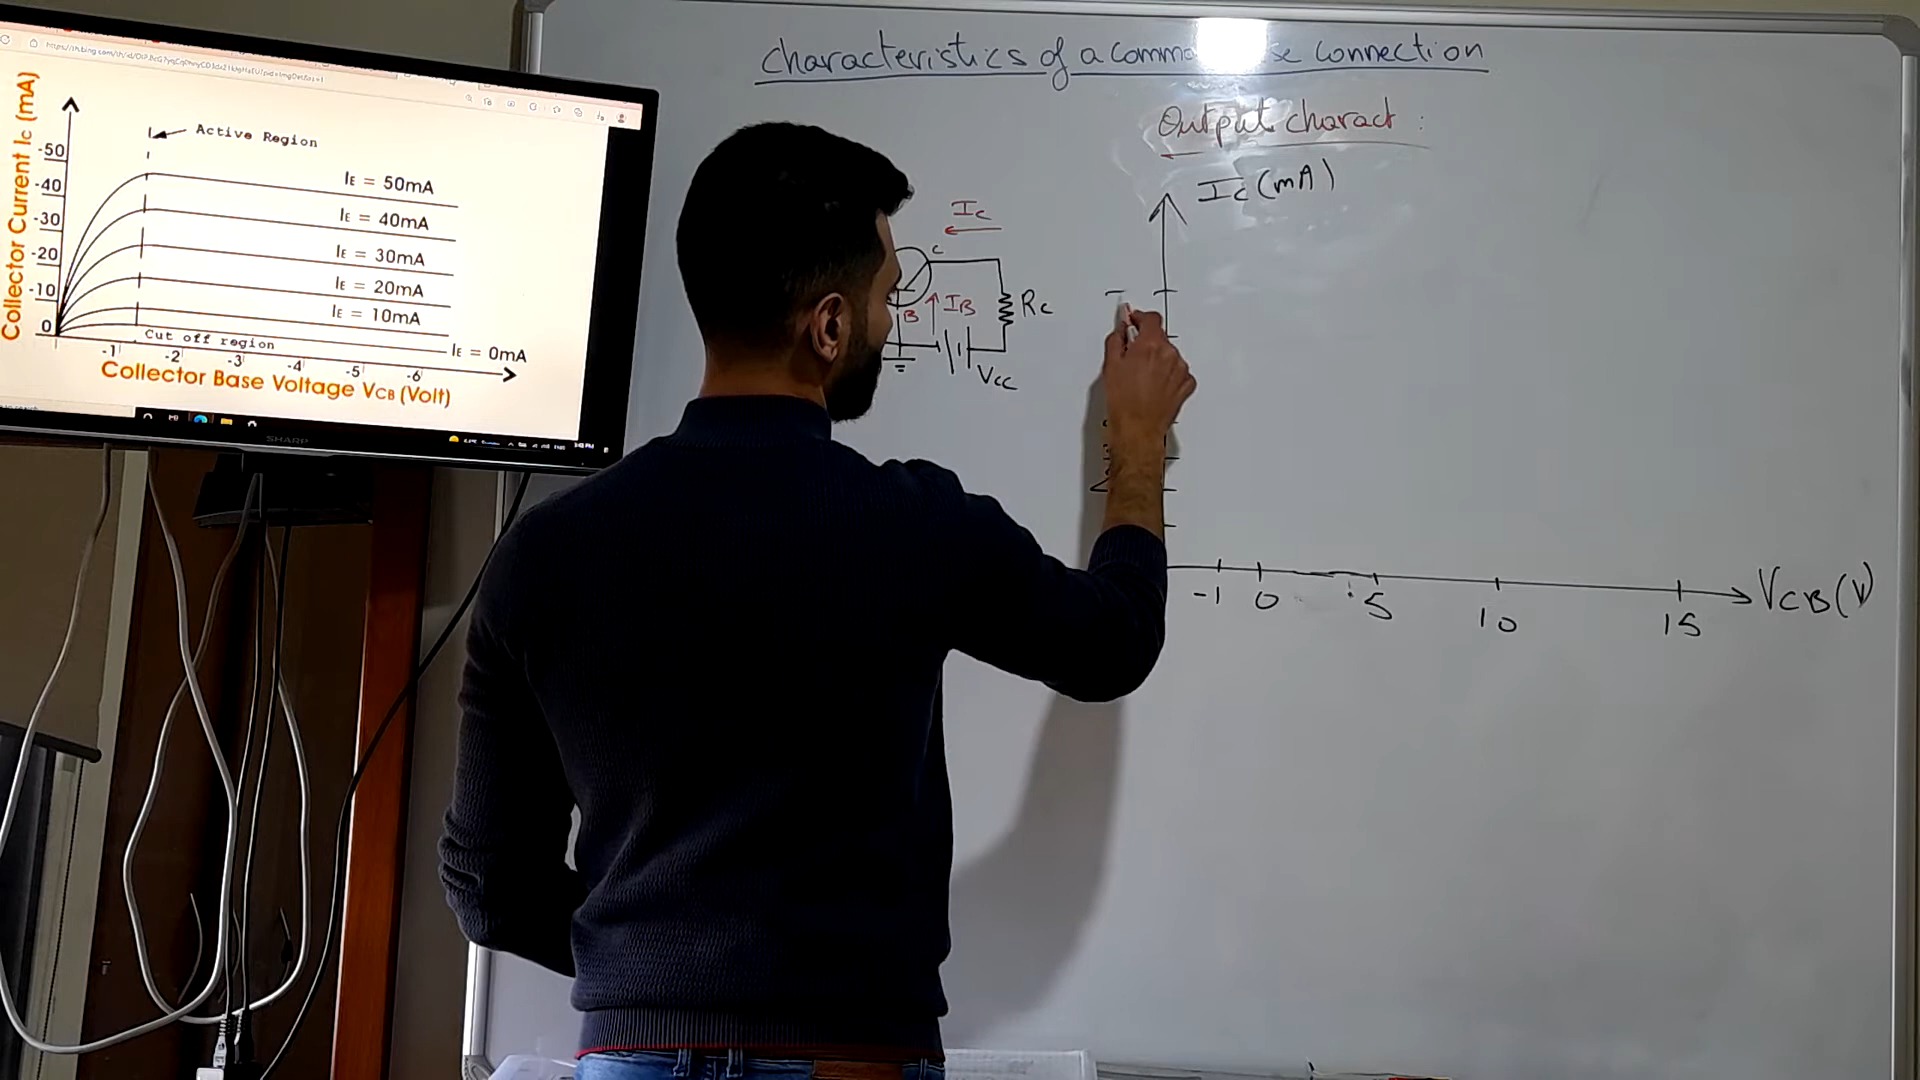 characteristics of a commo se connection
Output charact :
Ic (mA)
-1 0 5 10 15
VCB (V)
Ic
C
IB
B
Rc
Vcc
Collector Current Ic (mA)
Active Region
-50
-40
-30
-20
-10
0
IE = 50mA
IE = 40mA
IE = 30mA
IE = 20mA
IE = 10mA
Cut off region
IE = 0mA
-1 -2 -3 -4 -5 -6
Collector Base Voltage VCB (Volt)
SHARP